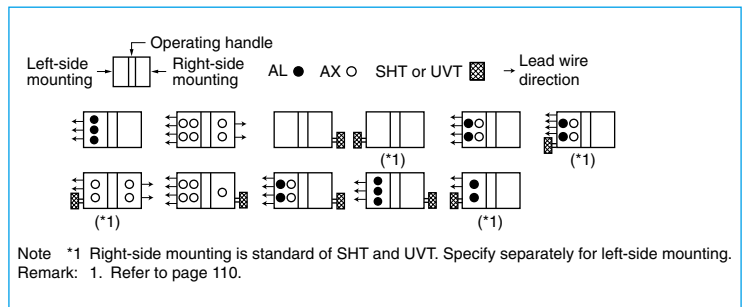 Operating handle
Left-side mounting
Right-side mounting
AL ● AX ○ SHT or UVT
Lead wire direction
(*1)
(*1)
(*1)
(*1)
Note *1 Right-side mounting is standard of SHT and UVT. Specify separately for left-side mounting.
Remark: 1. Refer to page 110.